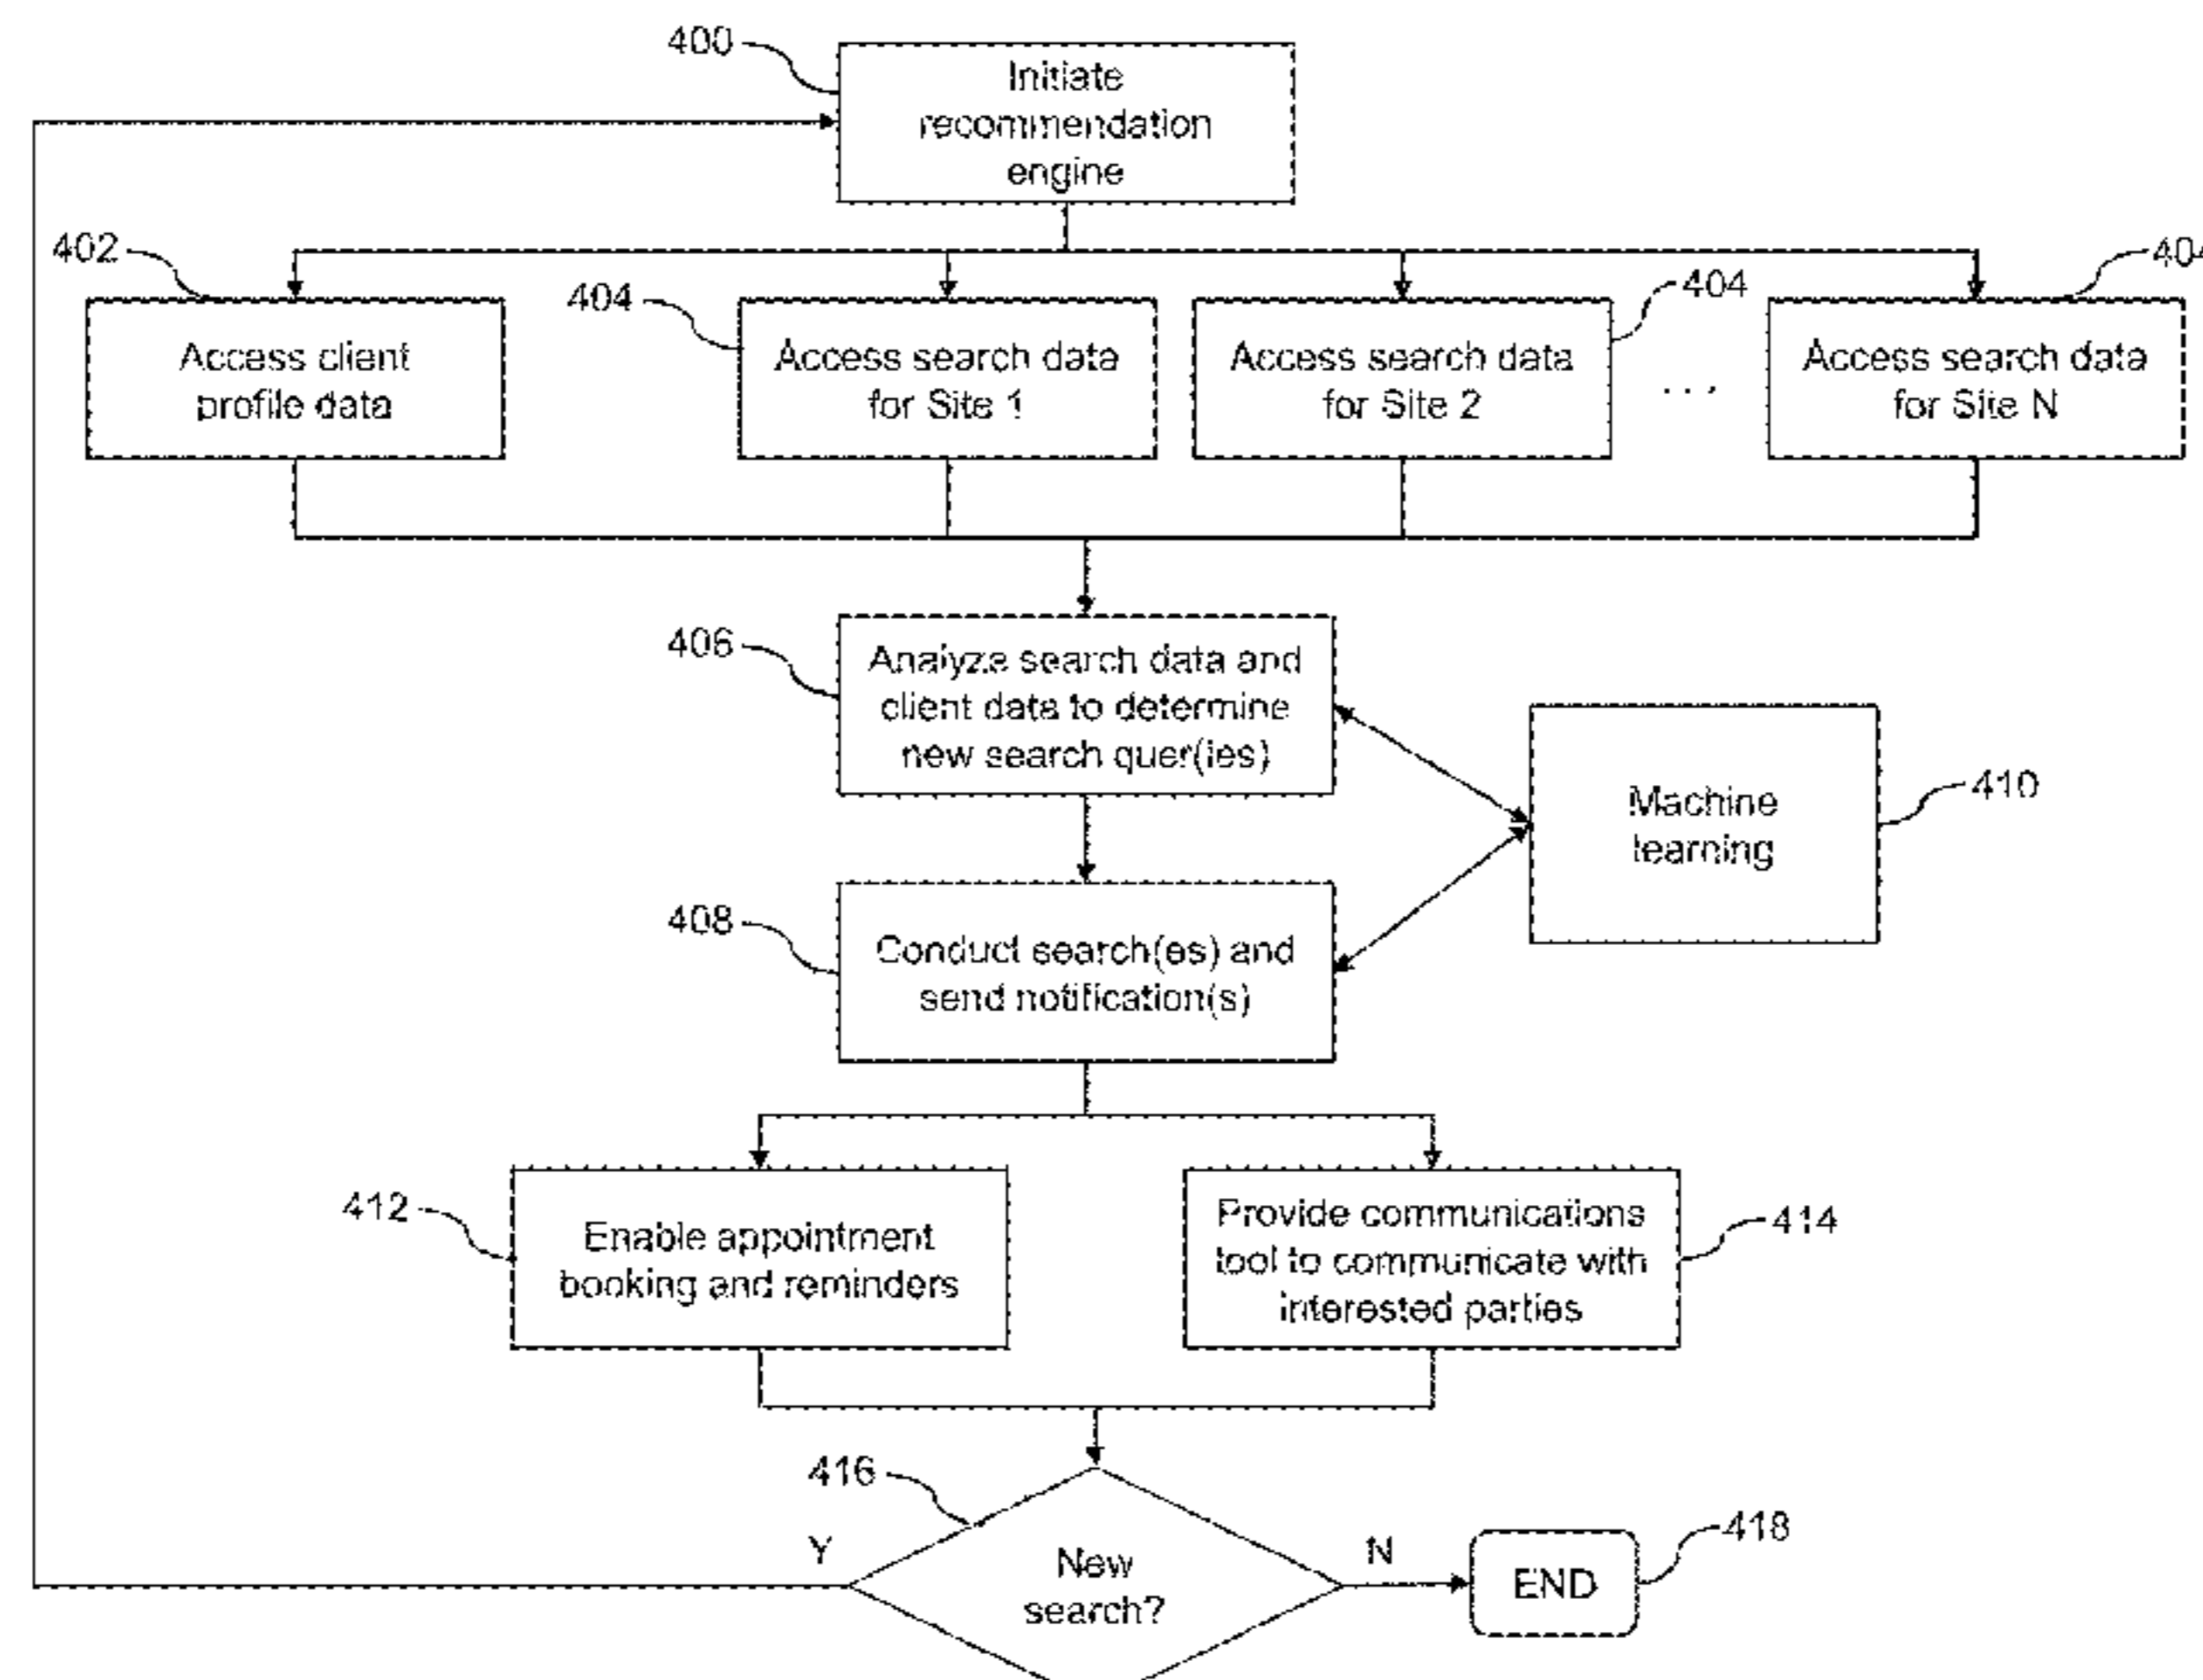 400
Initiate
recommendation
engine
402
404
404
404
Access client
profile data
Access search data
for Site 1
Access search data
for Site 2
. . .
Access search data
for Site N
406
Analyze search data and
client data to determine
new search quer(ies)
Machine
learning
410
408
Conduct search(es) and
send notification(s)
412
Enable appointment
booking and reminders
Provide communications
tool to communicate with
interested parties
414
416
Y
New
search?
N
END
418